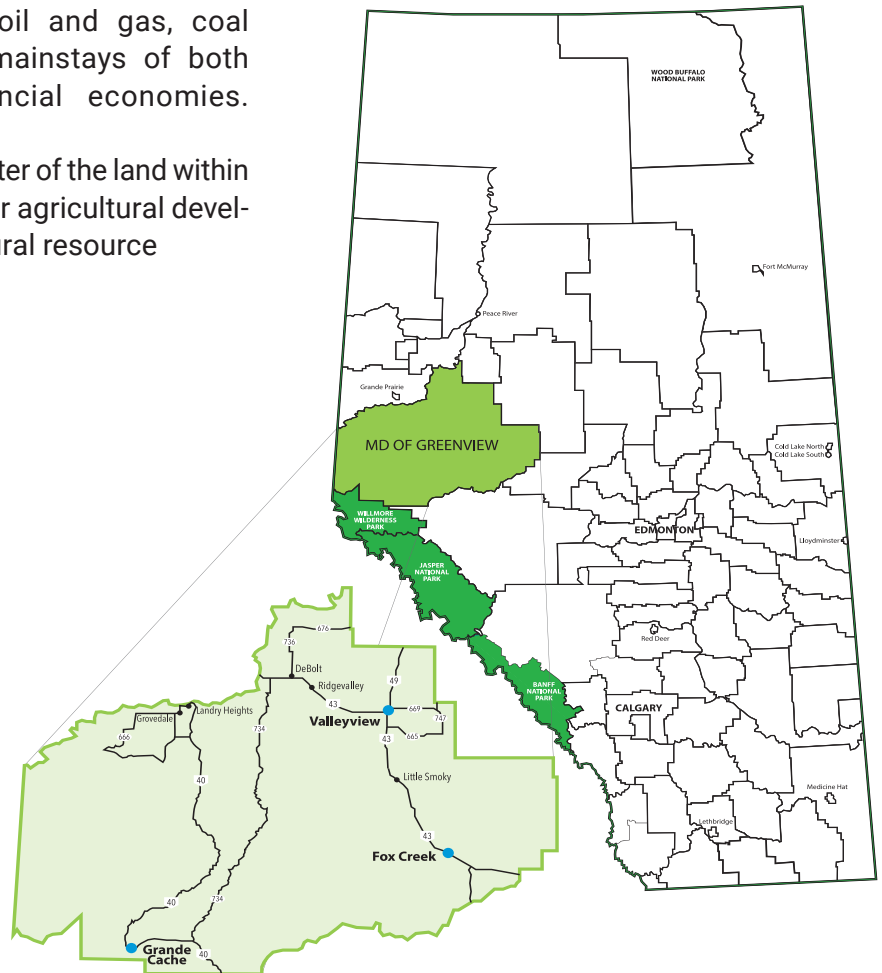 oil and gas, coal
mainstays of both
ncial economies.
ter of the land within
r agricultural devel-
ural resource
WOOD BUFFALO
NATIONAL PARK
Fort McMurray
Peace River
Grande Prairie
MD OF GREENVIEW
Cold Lake North
Cold Lake South
WILLMORE
WILDERNESS
PARK
EDMONTON
Lloydminster
JASPER
NATIONAL
PARK
Red Deer
BANFF
NATIONAL
PARK
CALGARY
Medicine Hat
Lethbridge
676
736
DeBolt
Ridgevalley
49
43
669
Landry Heights
Grovedale
Valleyview
747
666
734
43
665
40
Little Smoky
43
Fox Creek
40
734
Grande
Cache
40